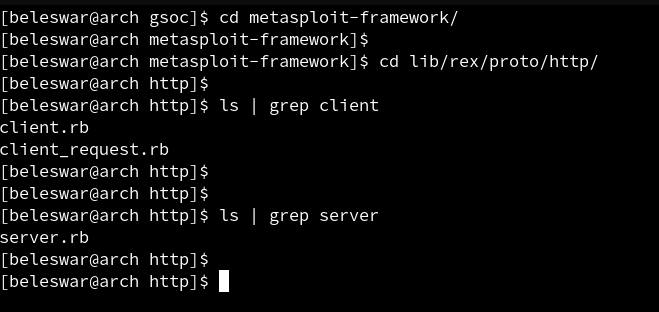 [beleswar@arch gsoc]$ cd metasploit-framework/
[beleswar@arch metasploit-framework]$
[beleswar@arch metasploit-framework]$ cd lib/rex/proto/http/
[beleswar@arch http]$
[beleswar@arch http]$ ls | grep client
client.rb
client_request.rb
[beleswar@arch http]$
[beleswar@arch http]$
[beleswar@arch http]$ ls | grep server
server.rb
[beleswar@arch http]$
[beleswar@arch http]$